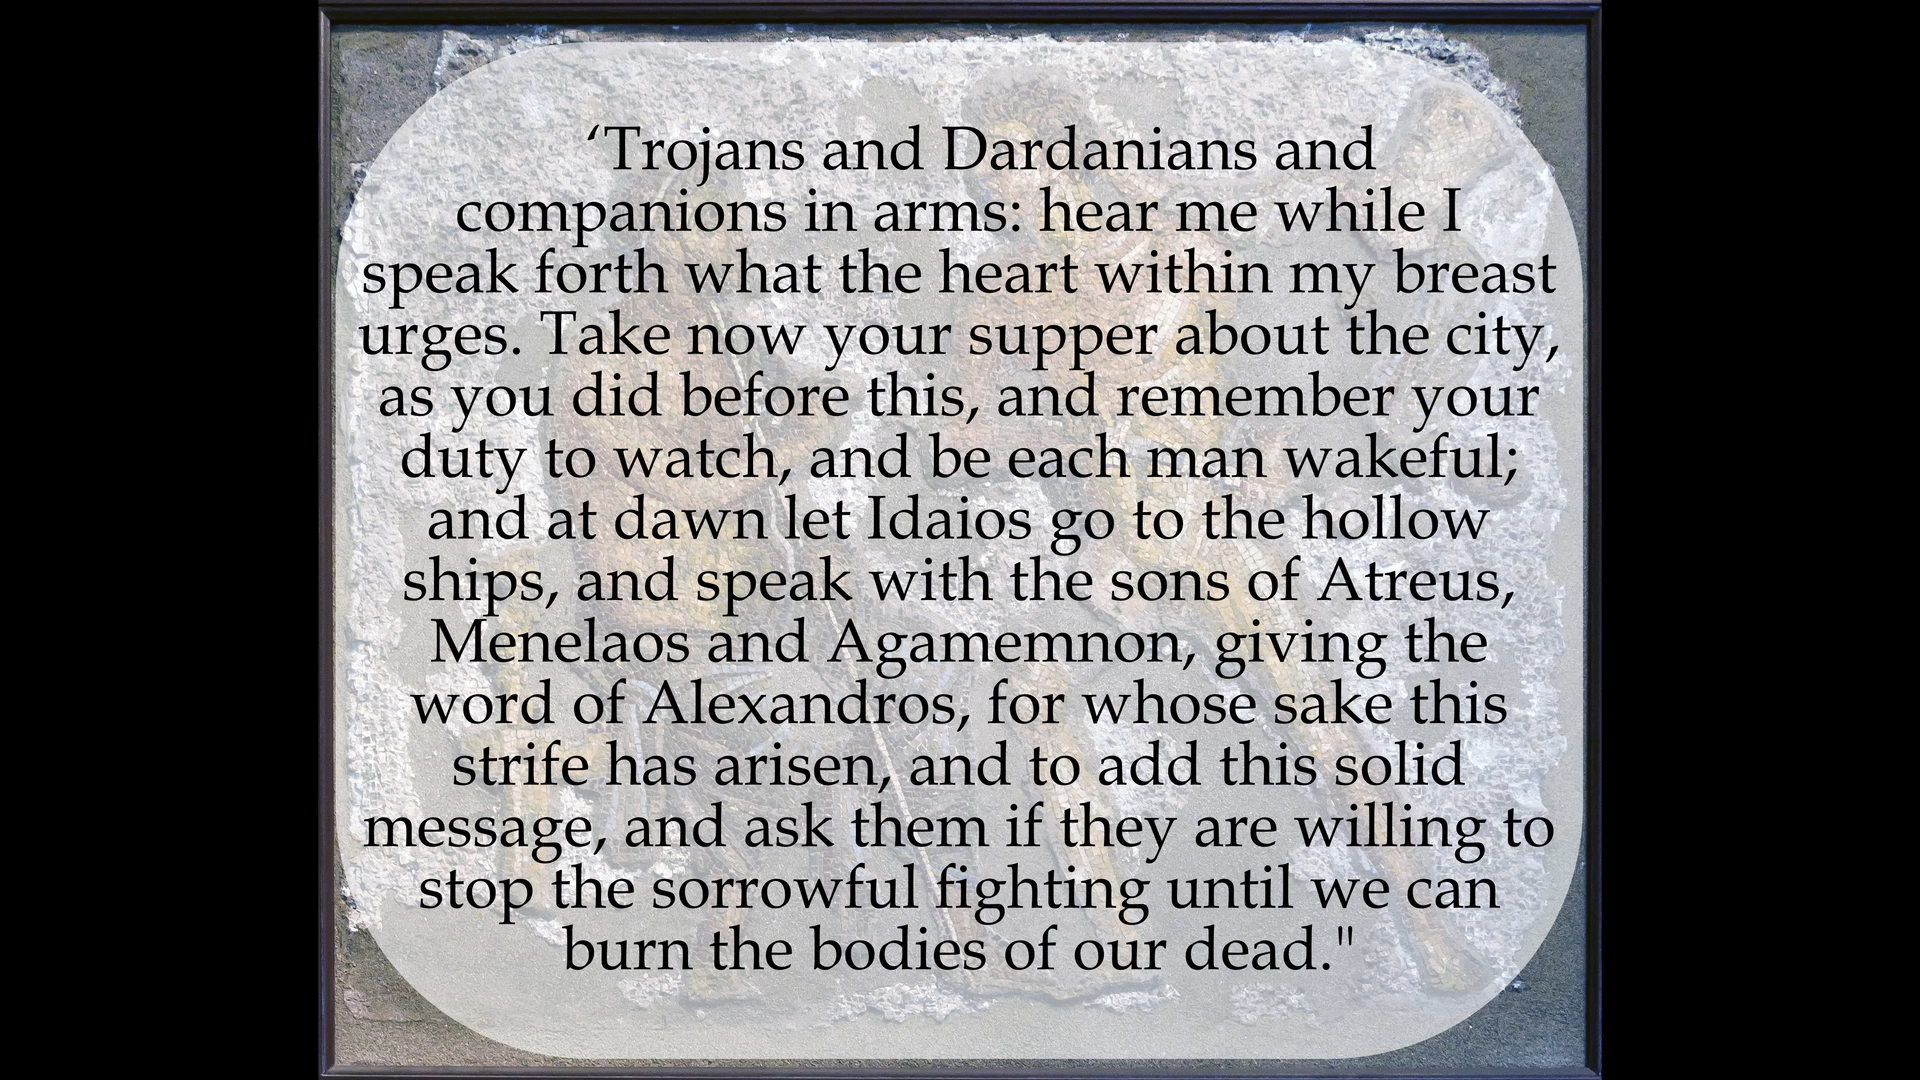 ‘Trojans and Dardanians and
companions in arms: hear me while I
speak forth what the heart within my breast
urges. Take now your supper about the city,
as you did before this, and remember your
duty to watch, and be each man wakeful;
and at dawn let Idaios go to the hollow
ships, and speak with the sons of Atreus,
Menelaos and Agamemnon, giving the
word of Alexandros, for whose sake this
strife has arisen, and to add this solid
message, and ask them if they are willing to
stop the sorrowful fighting until we can
burn the bodies of our dead."